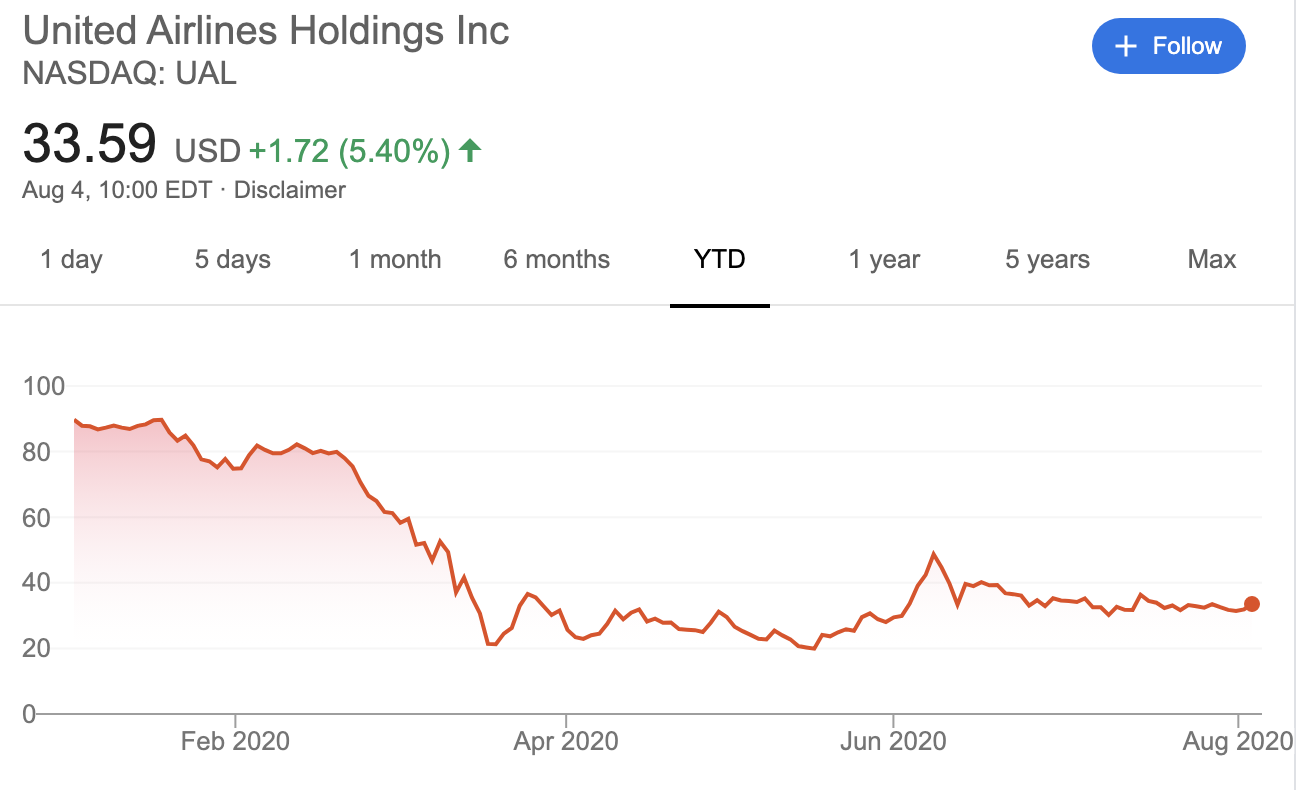 United Airlines Holdings Inc
NASDAQ: UAL
+ Follow
33.59 USD +1.72 (5.40%) ↑
Aug 4, 10:00 EDT · Disclaimer
1 day 5 days 1 month 6 months YTD 1 year 5 years Max
100
80
60
40
20
0
Feb 2020 Apr 2020 Jun 2020 Aug 2020